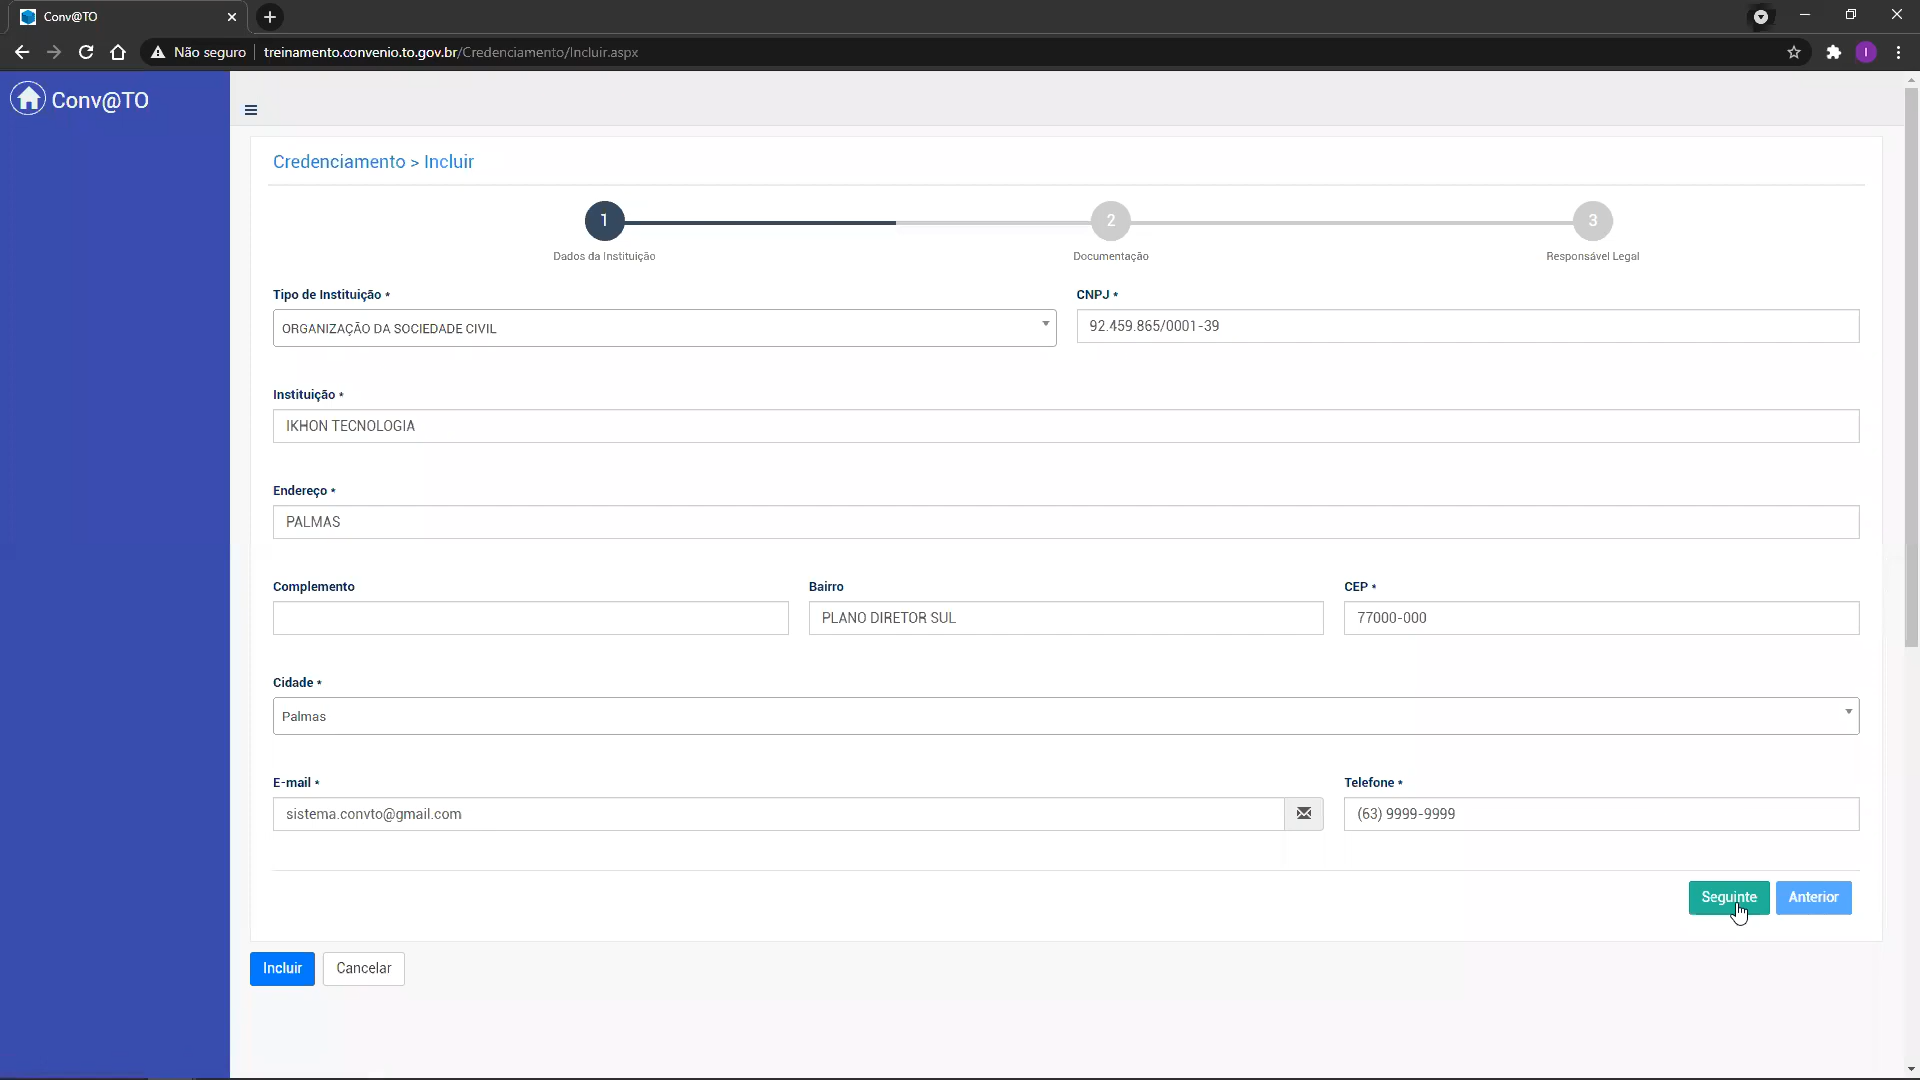 Conv@TO
Não seguro
treinamento.convenio.to.gov.br/Credenciamento/Incluir.aspx
I
Conv@TO
Credenciamento > Incluir
1
2
3
Dados da Instituição
Documentação
Responsável Legal
Tipo de Instituição *
CNPJ *
ORGANIZAÇÃO DA SOCIEDADE CIVIL
92.459.865/0001-39
Instituição *
IKHON TECNOLOGIA
Endereço *
PALMAS
Complemento
Bairro
CEP *
PLANO DIRETOR SUL
77000-000
Cidade *
Palmas
E-mail *
Telefone *
sistema.convto@gmail.com
(63) 9999-9999
Seguinte
Anterior
Incluir
Cancelar